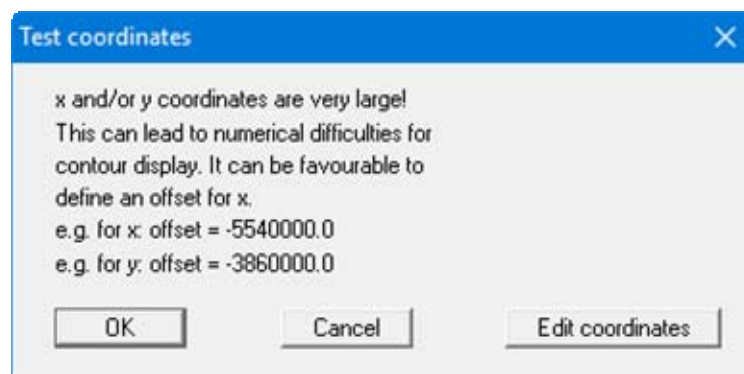 Test coordinates
x and/or y coordinates are very large!
This can lead to numerical difficulties for
contour display. It can be favourable to
define an offset for x.
e.g. for x: offset = -5540000.0
e.g. for y: offset = -3860000.0
OK Cancel Edit coordinates